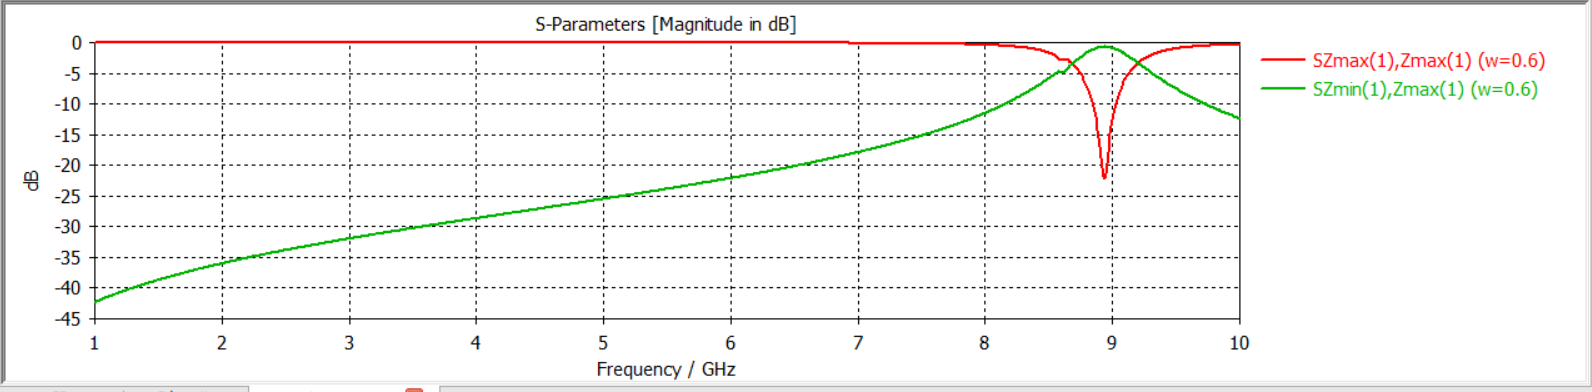 S-Parameters [Magnitude in dB]
0
-5
-10
-15
-20
-25
-30
-35
-40
-45
dB
1 2 3 4 5 6 7 8 9 10
Frequency / GHz
SZmax(1),Zmax(1) (w=0.6)
SZmin(1),Zmax(1) (w=0.6)